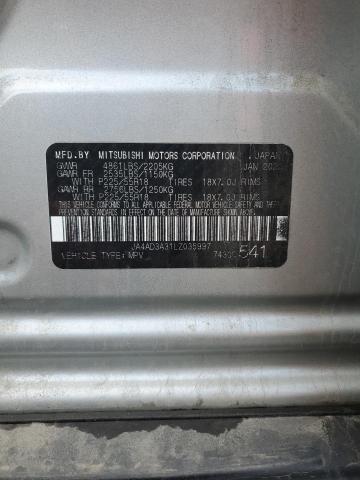 MFD.BY MITSUBISHI MOTORS CORPORATION JAPAN
GVWR 4861LBS/2205KG JAN
GAWR FR 2535LBS/1150KG
WITH P225/55R18 TIRES 18X7.0J RIMS
GAWR RR 2756LBS/1250KG
WITH P225/55R18 TIRES 18X7.0J RIMS
THIS VEHICLE CONFORMS TO ALL APPLICABLE
FEDERAL MOTOR VEHICLE SAFETY AND THEFT
PREVENTION STANDARDS IN EFFECT ON THE DATE
OF MANUFACTURE SHOWN ABOVE.
JA4AD3A31LZ035997
VEHICLE TYPE:MPV 541